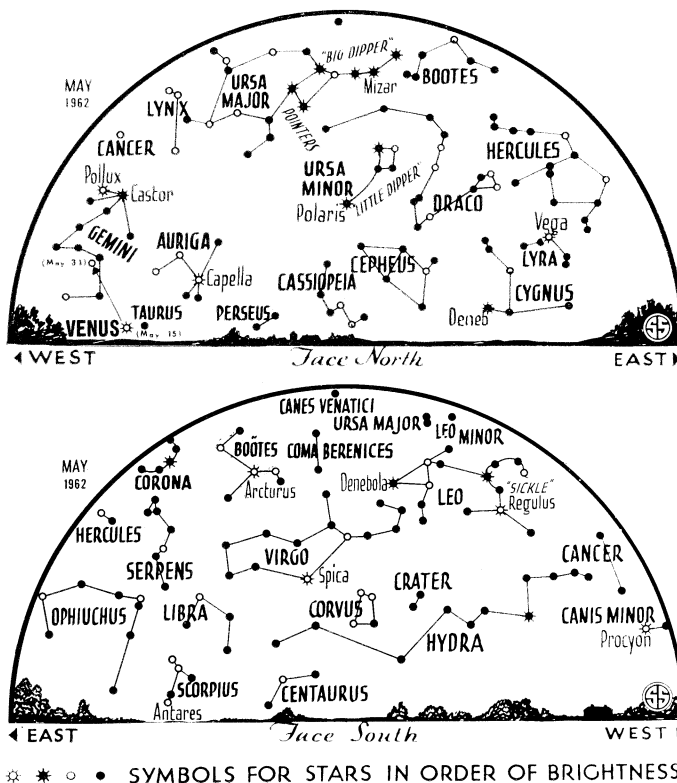 MAY
1962
"BIG DIPPER"
Mizar
BOOTES
URSA
MAJOR
LYNX
POINTERS
CANCER
HERCULES
Pollux
Castor
URSA
MINOR
Polaris
"LITTLE DIPPER"
DRACO
GEMINI
(May 31)
AURIGA
Capella
CASSIOPEIA
CEPHEUS
Vega
LYRA
CYGNUS
Deneb
VENUS
TAURUS
(May 15)
PERSEUS
WEST
Face North
EAST
CANES VENATICI
URSA MAJOR
LEO
MINOR
MAY
1962
BOÖTES
COMA BERENICES
CORONA
Arcturus
Denebola
LEO
"SICKLE"
Regulus
HERCULES
VIRGO
Spica
SERPENS
CANCER
OPHIUCHUS
LIBRA
CORVUS
CRATER
HYDRA
CANIS MINOR
Procyon
SCORPIUS
Antares
CENTAURUS
EAST
Face South
WEST
SYMBOLS FOR STARS IN ORDER OF BRIGHTNESS